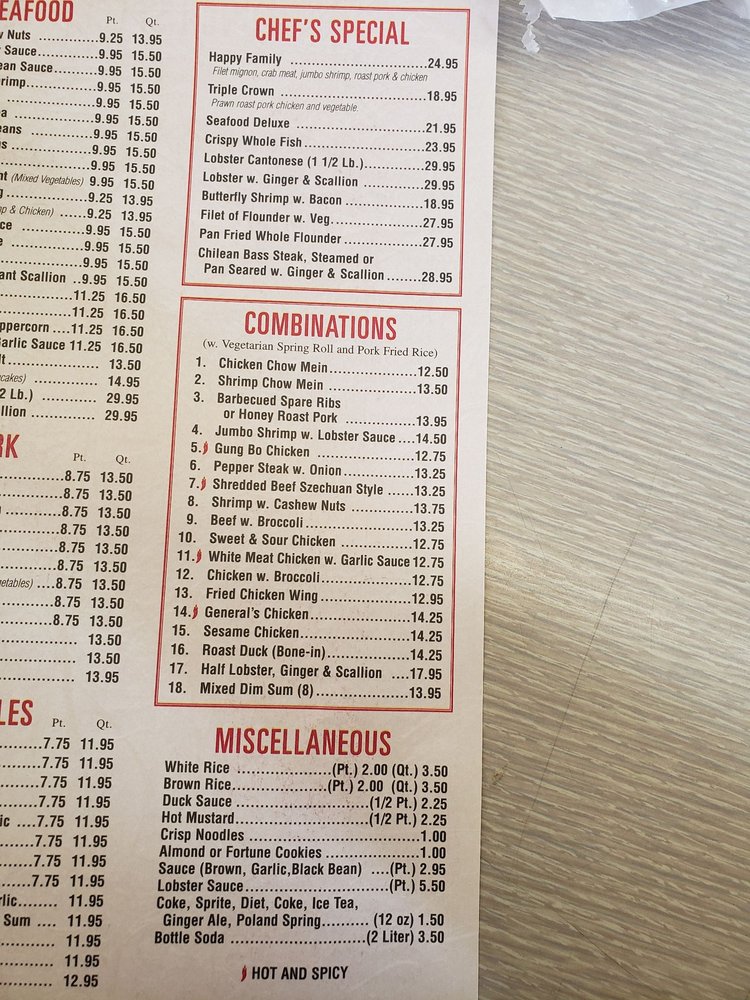 EAFOOD
Pt. Qt.
Nuts 9.25 13.95
Sauce 9.95 15.50
ean Sauce 9.95 15.50
rimp 9.95 15.50
9.95 15.50
9.95 15.50
eans 9.95 15.50
9.95 15.50
9.95 15.50
(Mixed Vegetables) 9.95 15.50
9.25 13.95
p & Chicken) 9.25 13.95
ce 9.95 15.50
9.95 15.50
9.95 15.50
ant Scallion 9.95 15.50
11.25 16.50
11.25 16.50
ppercorn 11.25 16.50
arlic Sauce 11.25 16.50
13.50
cakes) 14.95
2 Lb.) 29.95
llion 29.95
RK
Pt. Qt.
8.75 13.50
8.75 13.50
8.75 13.50
8.75 13.50
8.75 13.50
8.75 13.50
getables) 8.75 13.50
8.75 13.50
8.75 13.50
13.50
13.50
13.95
LES
Pt. Qt.
7.75 11.95
7.75 11.95
7.75 11.95
7.75 11.95
ic 7.75 11.95
7.75 11.95
7.75 11.95
7.75 11.95
rlic 11.95
Sum 11.95
11.95
11.95
12.95
CHEF'S SPECIAL
Happy Family 24.95
Filet mignon, crab meat, jumbo shrimp, roast pork & chicken
Triple Crown 18.95
Prawn roast pork chicken and vegetable.
Seafood Deluxe 21.95
Crispy Whole Fish 23.95
Lobster Cantonese (1 1/2 Lb.) 29.95
Lobster w. Ginger & Scallion 29.95
Butterfly Shrimp w. Bacon 18.95
Filet of Flounder w. Veg. 27.95
Pan Fried Whole Flounder 27.95
Chilean Bass Steak, Steamed or
Pan Seared w. Ginger & Scallion 28.95
COMBINATIONS
(w. Vegetarian Spring Roll and Pork Fried Rice)
1. Chicken Chow Mein 12.50
2. Shrimp Chow Mein 13.50
3. Barbecued Spare Ribs
or Honey Roast Pork 13.95
4. Jumbo Shrimp w. Lobster Sauce 14.50
5. Gung Bo Chicken 12.75
6. Pepper Steak w. Onion 13.25
7. Shredded Beef Szechuan Style 13.25
8. Shrimp w. Cashew Nuts 13.75
9. Beef w. Broccoli 13.25
10. Sweet & Sour Chicken 12.75
11. White Meat Chicken w. Garlic Sauce 12.75
12. Chicken w. Broccoli 12.75
13. Fried Chicken Wing 12.95
14. General's Chicken 14.25
15. Sesame Chicken 14.25
16. Roast Duck (Bone-in) 14.25
17. Half Lobster, Ginger & Scallion 17.95
18. Mixed Dim Sum (8) 13.95
MISCELLANEOUS
White Rice (Pt.) 2.00 (Qt.) 3.50
Brown Rice (Pt.) 2.00 (Qt.) 3.50
Duck Sauce (1/2 Pt.) 2.25
Hot Mustard (1/2 Pt.) 2.25
Crisp Noodles 1.00
Almond or Fortune Cookies 1.00
Sauce (Brown, Garlic,Black Bean) (Pt.) 2.95
Lobster Sauce (Pt.) 5.50
Coke, Sprite, Diet, Coke, Ice Tea,
Ginger Ale, Poland Spring (12 oz) 1.50
Bottle Soda (2 Liter) 3.50
HOT AND SPICY